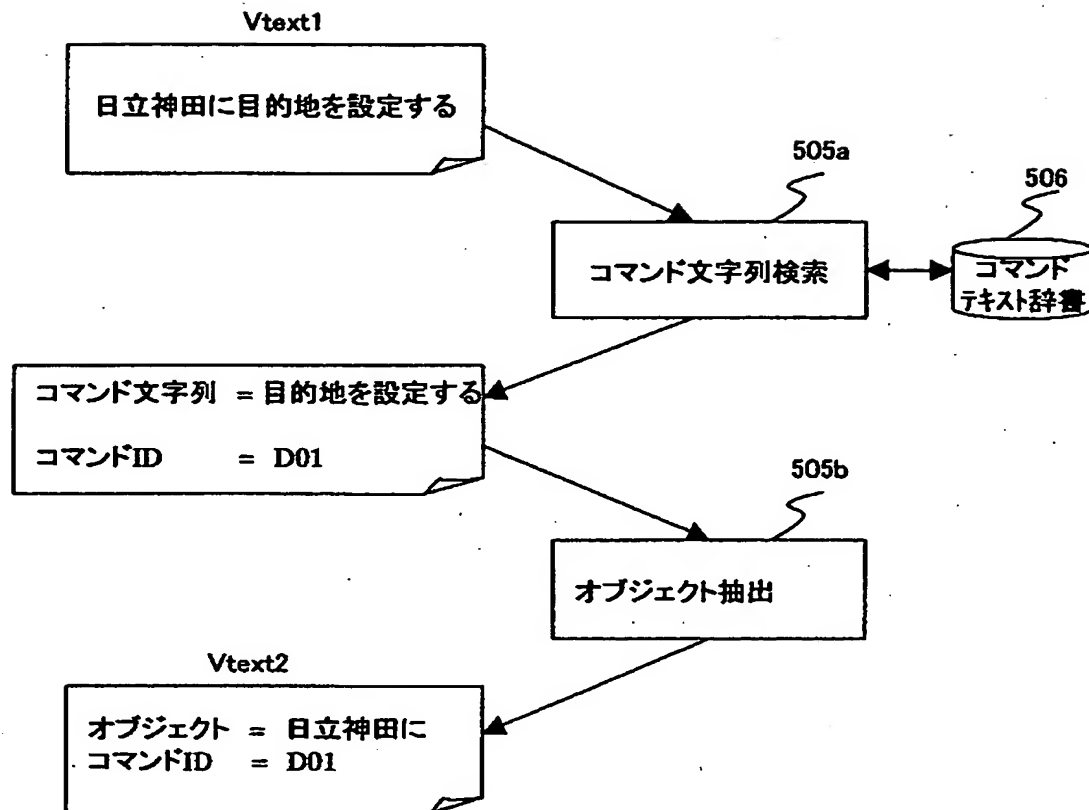 Vtext1
日立神田に目的地を設定する
505a
506
コマンド文字列検索
コマンド
テキスト辞書
コマンド文字列 = 目的地を設定する
コマンドID = D01
505b
オブジェクト抽出
Vtext2
オブジェクト = 日立神田に
コマンドID = D01